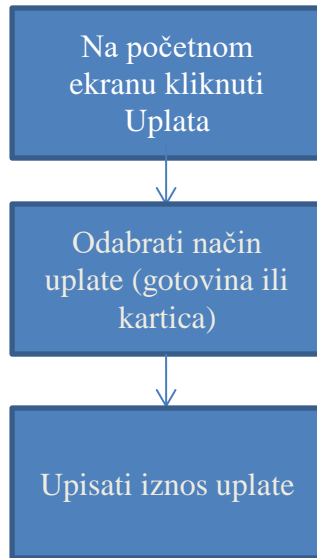 Na početnom
ekranu kliknuti
Uplata
Odabrati način
uplate (gotovina ili
kartica)
Upisati iznos uplate